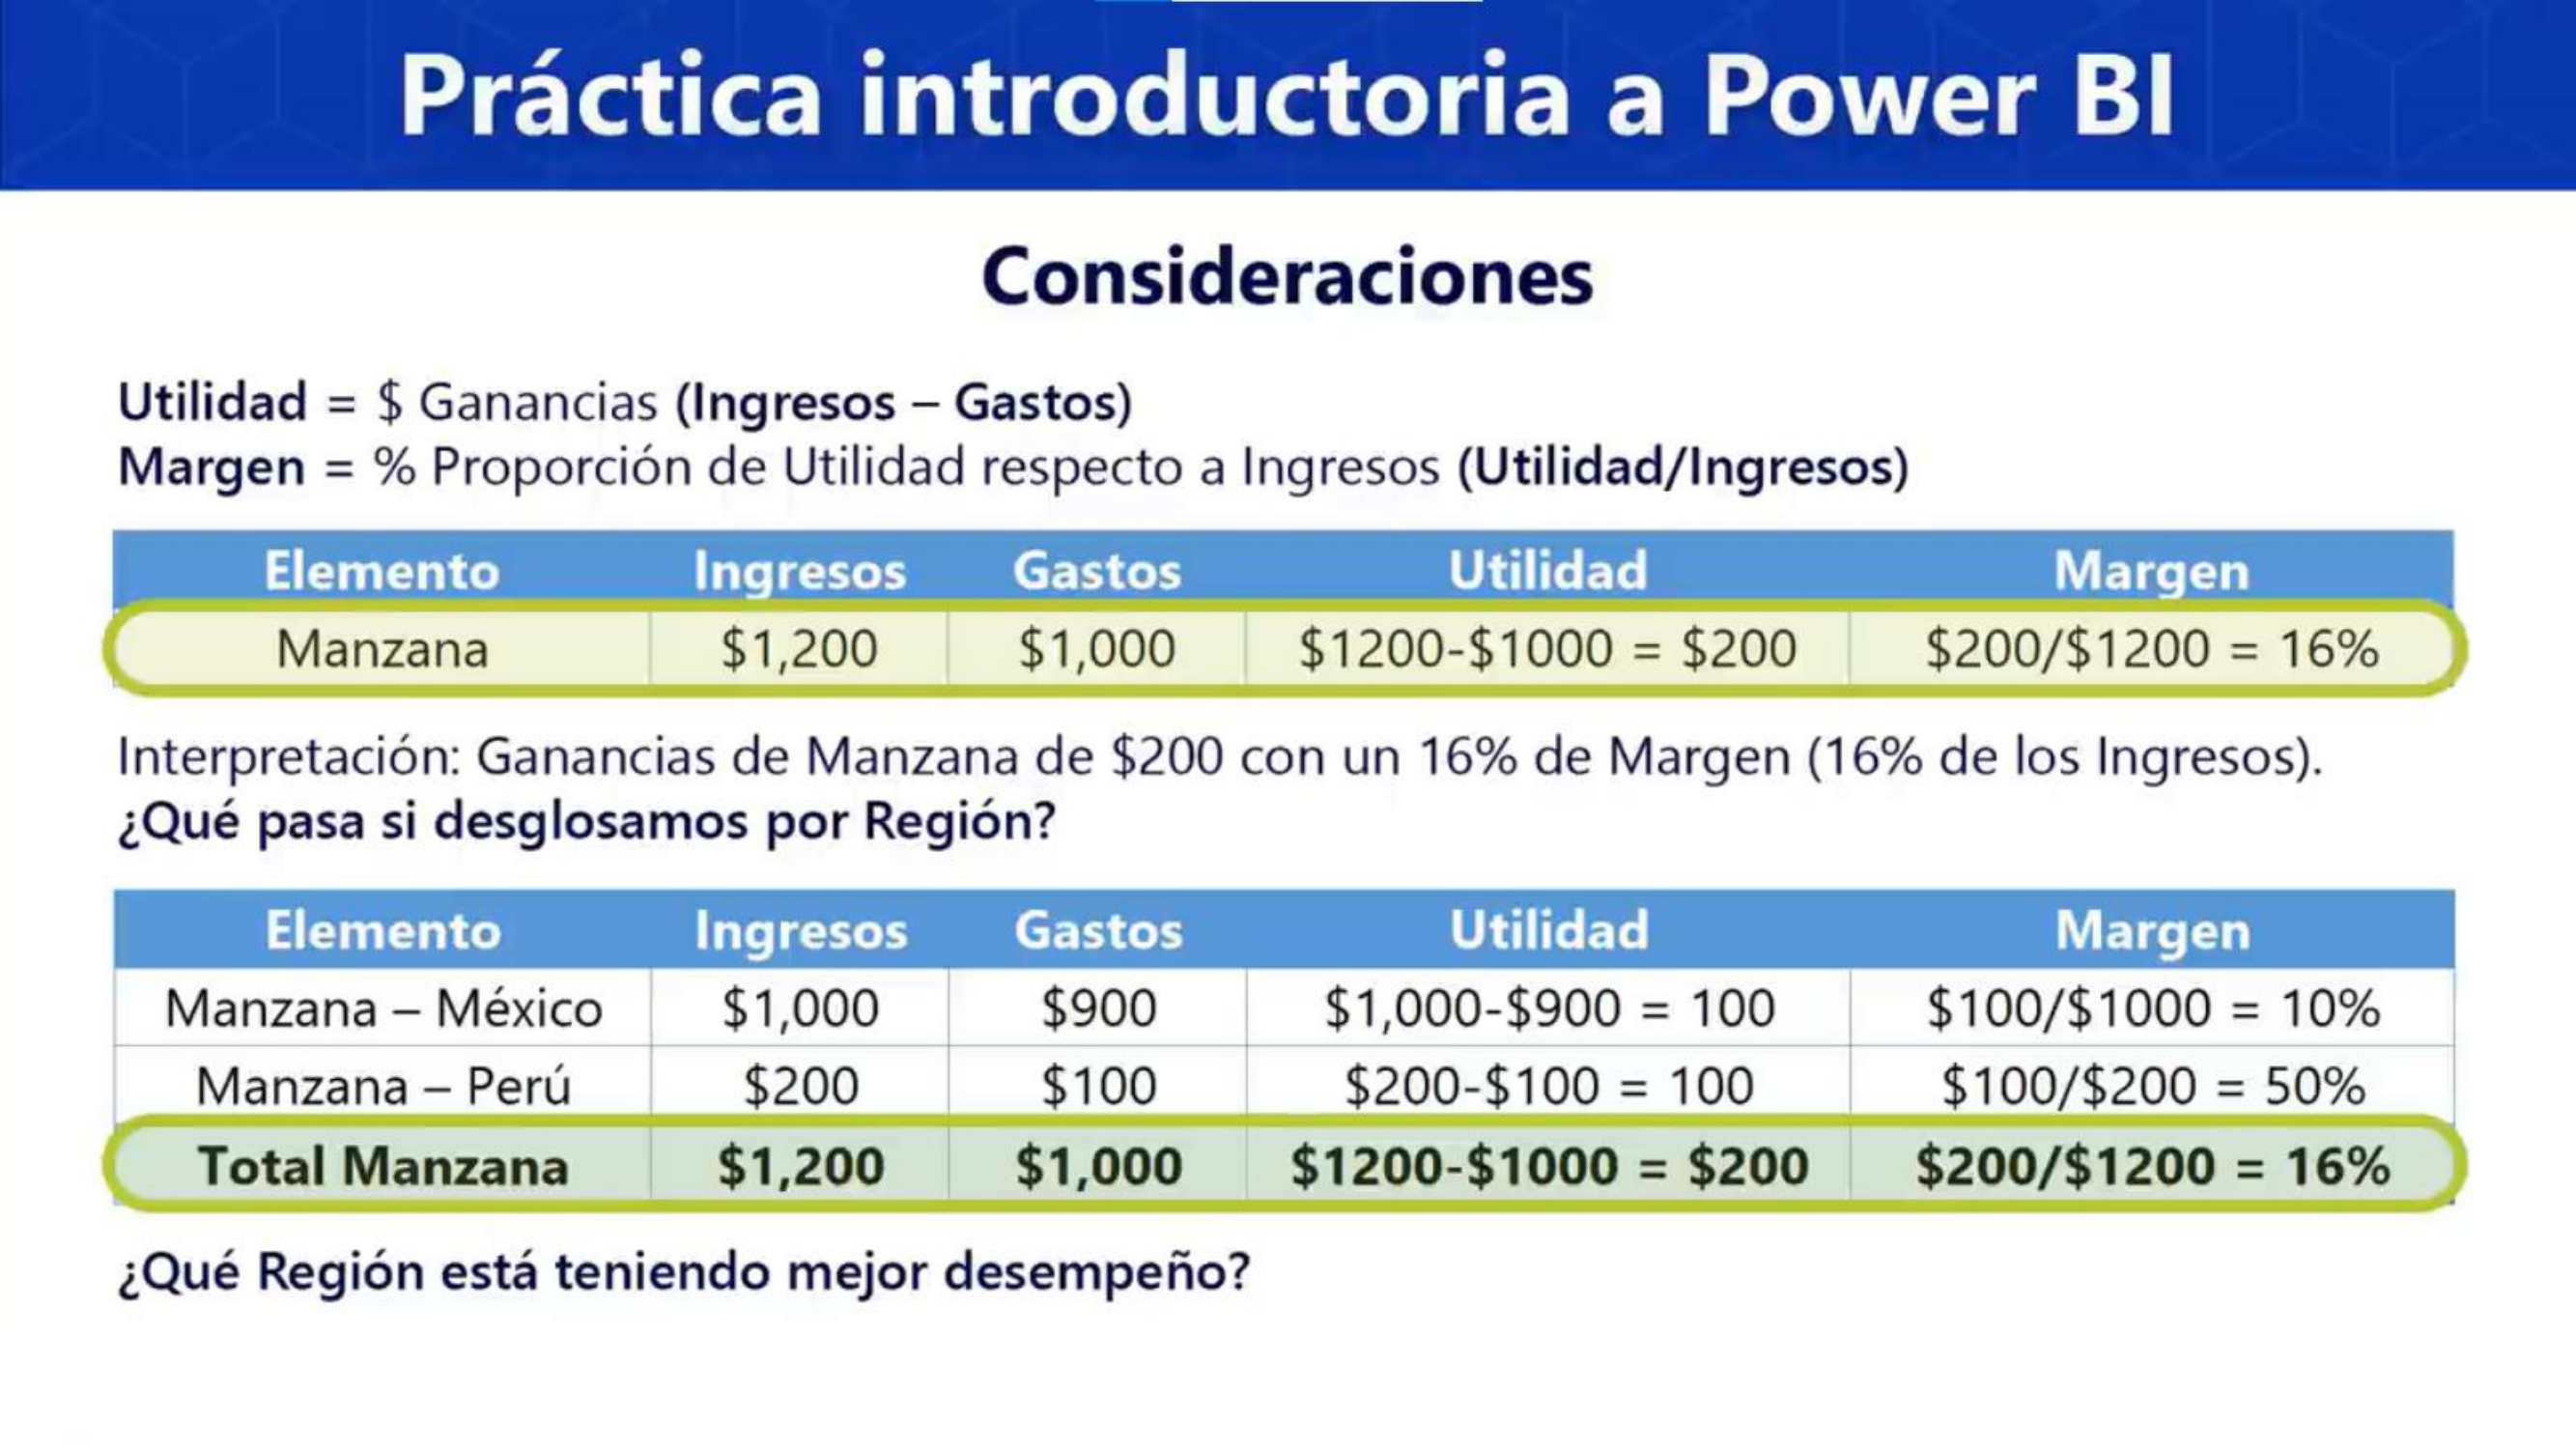 Práctica introductoria a Power BI
Consideraciones
Utilidad = $ Ganancias (Ingresos – Gastos)
Margen = % Proporción de Utilidad respecto a Ingresos (Utilidad/Ingresos)
Elemento Ingresos Gastos Utilidad Margen
Manzana $1,200 $1,000 $1200-$1000 = $200 $200/$1200 = 16%
Interpretación: Ganancias de Manzana de $200 con un 16% de Margen (16% de los Ingresos).
¿Qué pasa si desglosamos por Región?
Elemento Ingresos Gastos Utilidad Margen
Manzana – México $1,000 $900 $1,000-$900 = 100 $100/$1000 = 10%
Manzana – Perú $200 $100 $200-$100 = 100 $100/$200 = 50%
Total Manzana $1,200 $1,000 $1200-$1000 = $200 $200/$1200 = 16%
¿Qué Región está teniendo mejor desempeño?